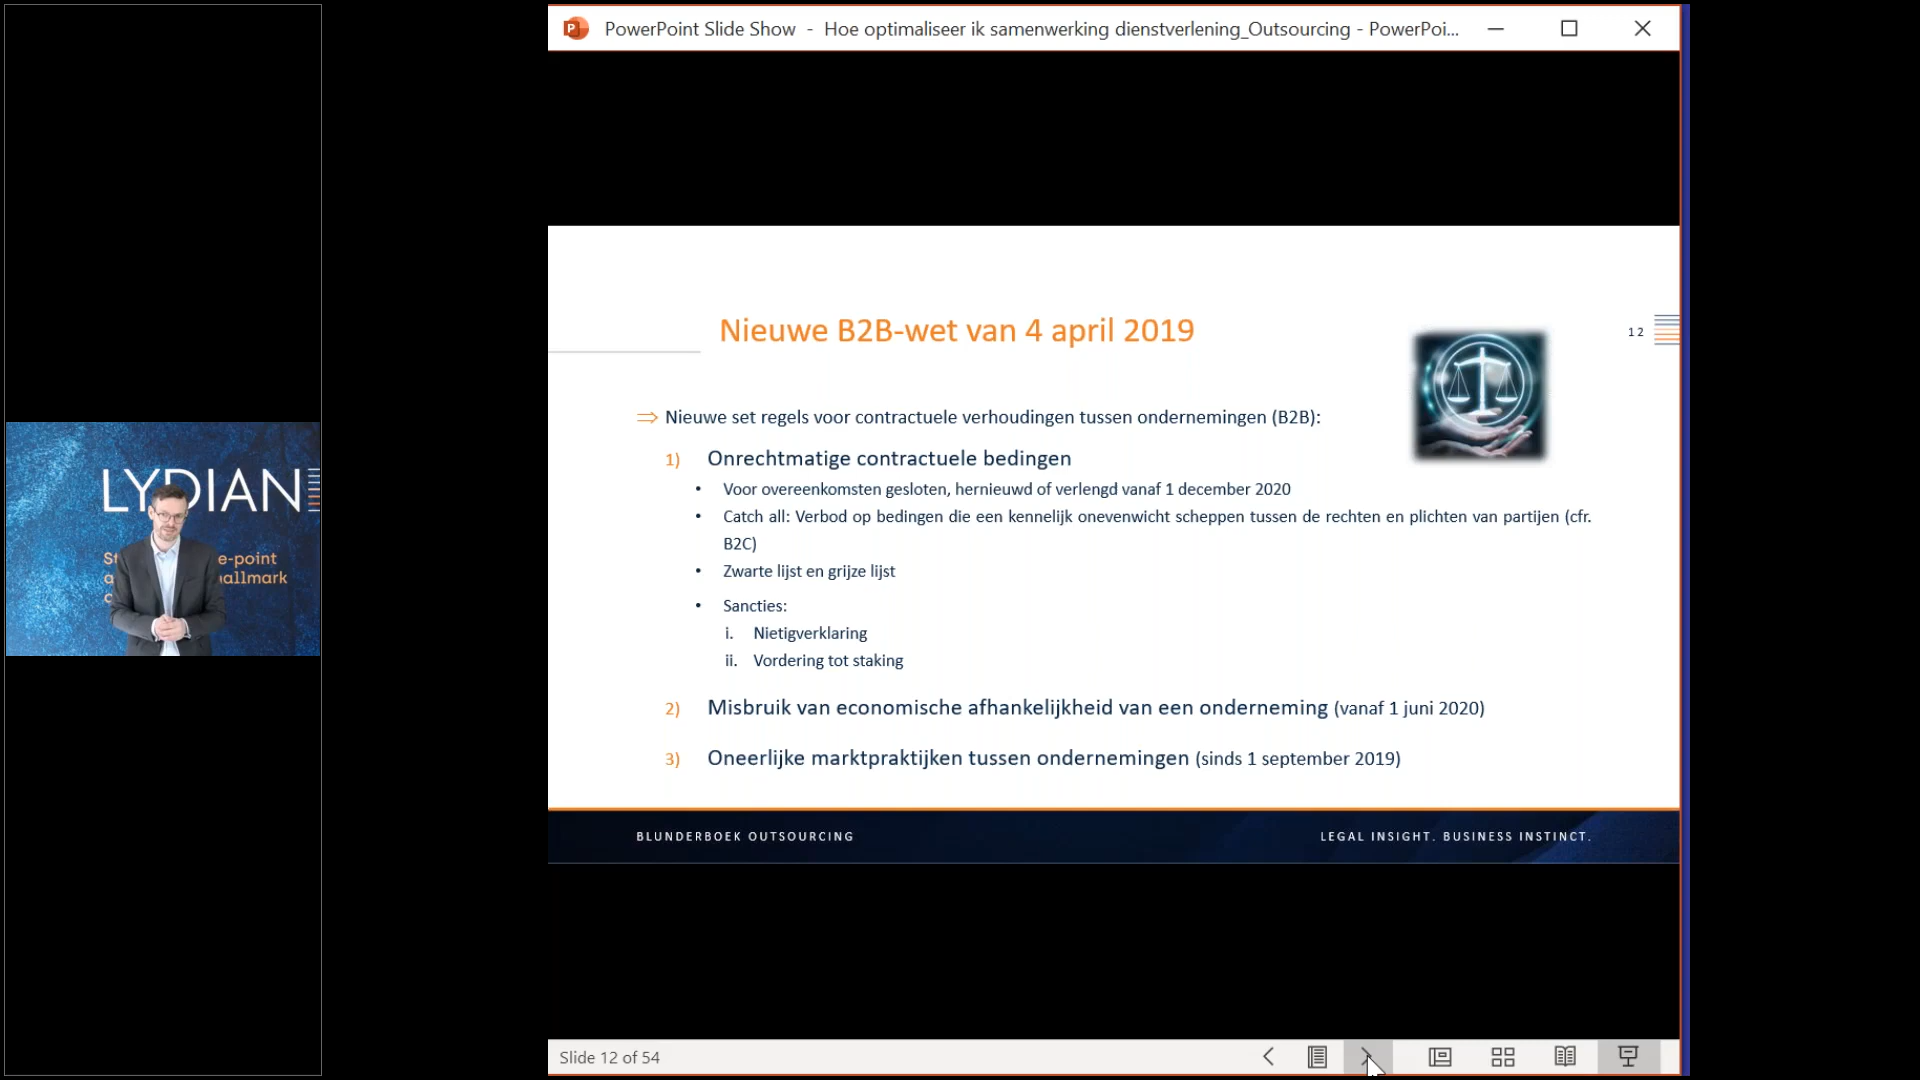 PowerPoint Slide Show - Hoe optimaliseer ik samenwerking dienstverlening_Outsourcing - PowerPoi...
LYDIAN
St
e-point
a
allmark
c
Nieuwe B2B-wet van 4 april 2019
12
⇒ Nieuwe set regels voor contractuele verhoudingen tussen ondernemingen (B2B):
1) Onrechtmatige contractuele bedingen
• Voor overeenkomsten gesloten, hernieuwd of verlengd vanaf 1 december 2020
• Catch all: Verbod op bedingen die een kennelijk onevenwicht scheppen tussen de rechten en plichten van partijen (cfr.
B2C)
• Zwarte lijst en grijze lijst
• Sancties:
i. Nietigverklaring
ii. Vordering tot staking
2) Misbruik van economische afhankelijkheid van een onderneming (vanaf 1 juni 2020)
3) Oneerlijke marktpraktijken tussen ondernemingen (sinds 1 september 2019)
BLUNDERBOEK OUTSOURCING
LEGAL INSIGHT. BUSINESS INSTINCT.
Slide 12 of 54